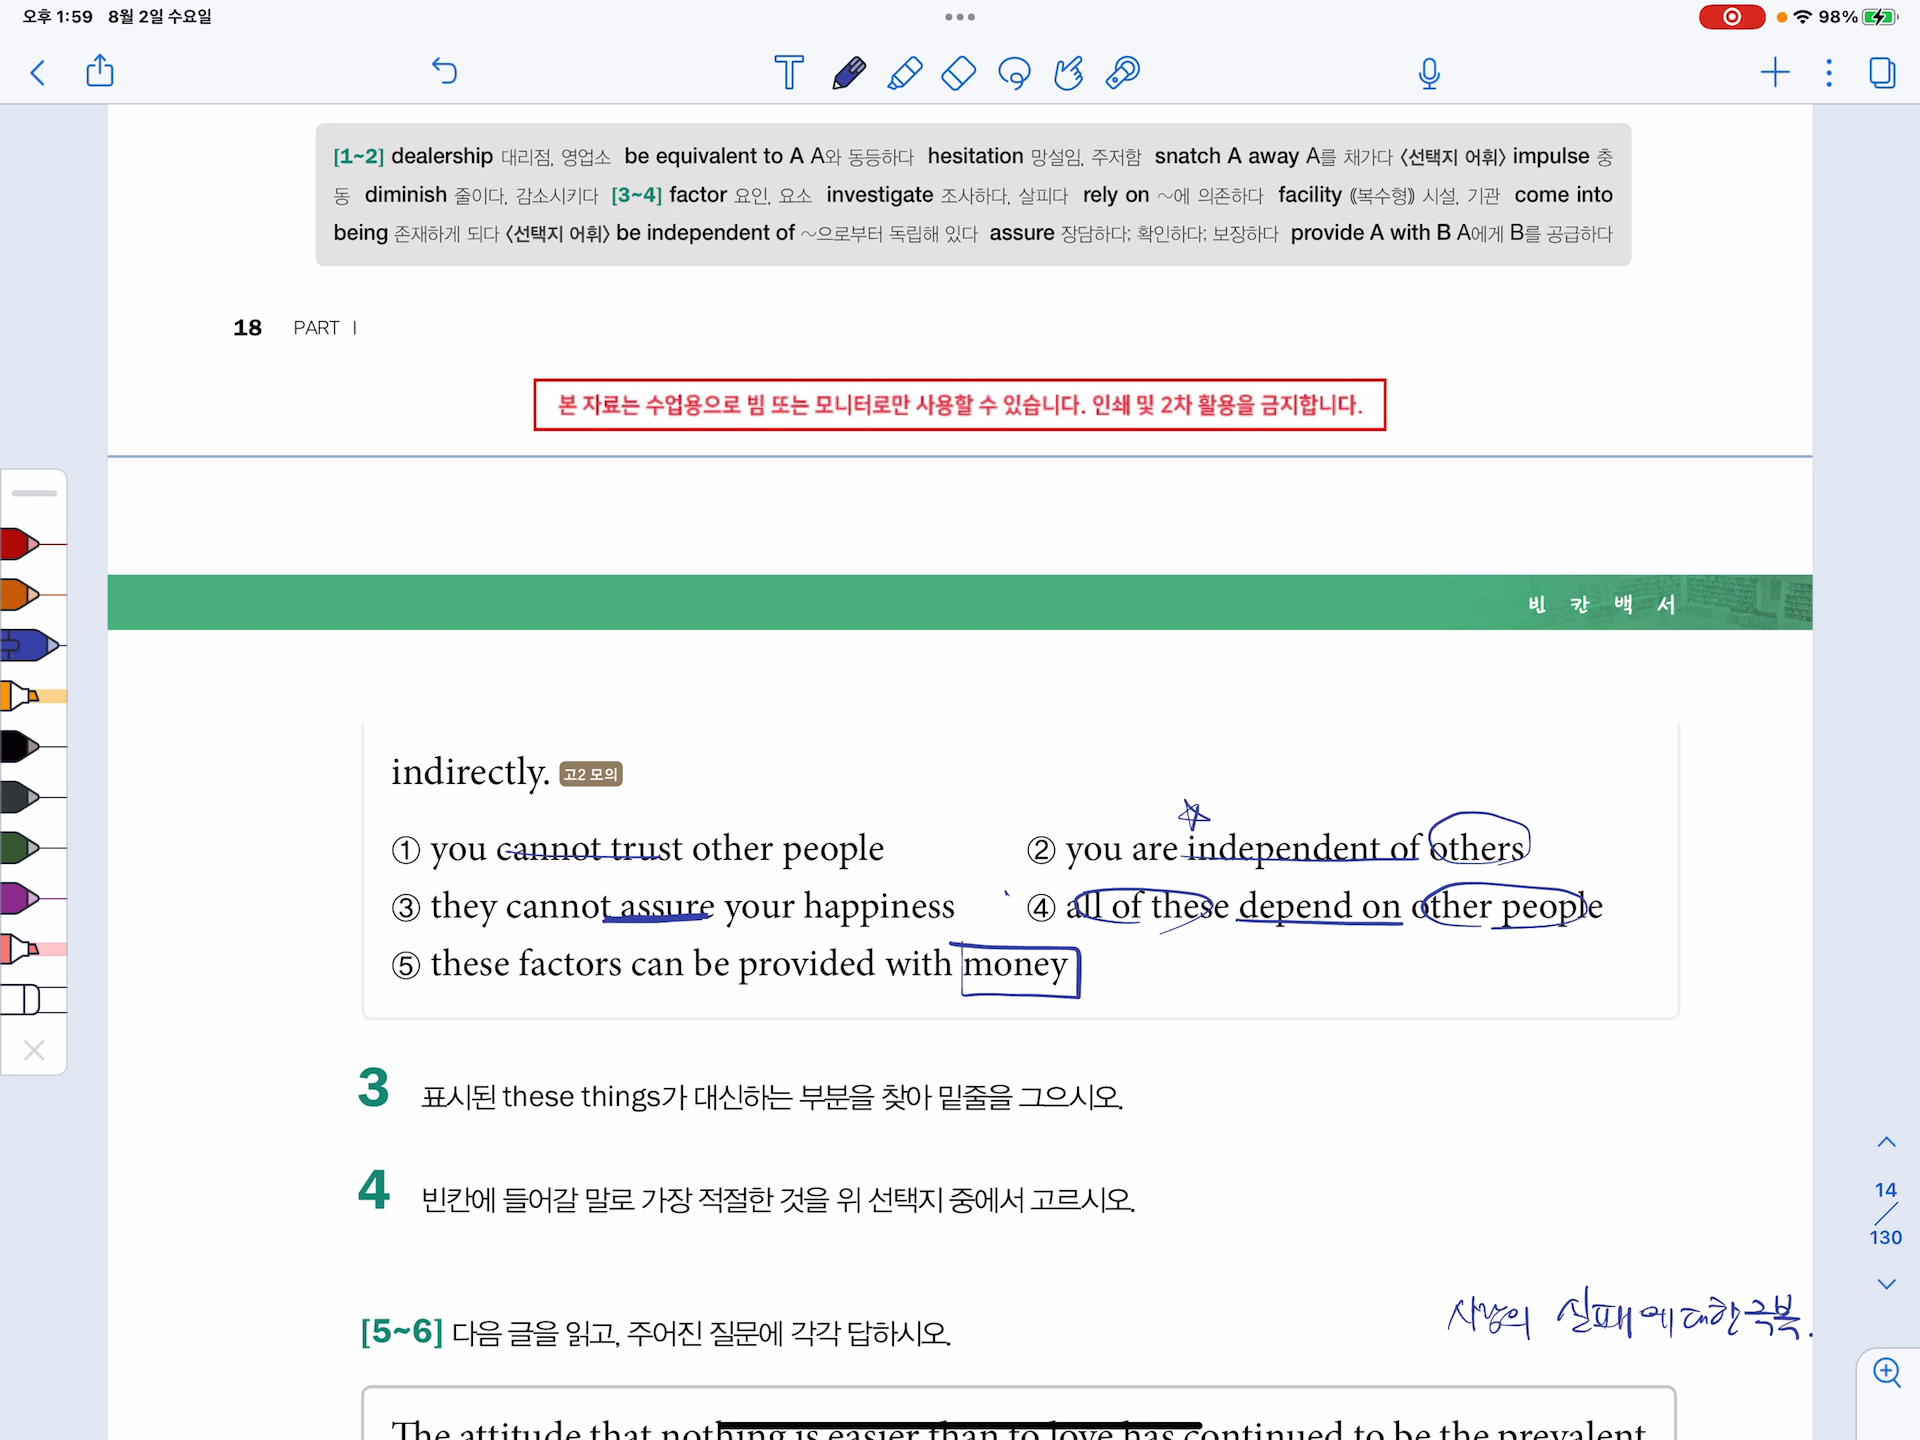 오후 1:59 8월 2일 수요일
98%
[1~2] dealership 대리점, 영업소 be equivalent to A A와 동등하다 hesitation 망설임, 주저함 snatch A away A를 채가다 〈선택지 어휘〉 impulse 충
동 diminish 줄이다, 감소시키다 [3~4] factor 요인, 요소 investigate 조사하다, 살피다 rely on ~에 의존하다 facility ((복수형)) 시설, 기관 come into
being 존재하게 되다 〈선택지 어휘〉 be independent of ~으로부터 독립해 있다 assure 장담하다; 확인하다; 보장하다 provide A with B A에게 B를 공급하다
18 PART I
본 자료는 수업용으로 빔 또는 모니터로만 사용할 수 있습니다. 인쇄 및 2차 활용을 금지합니다.
빈 칸 백 서
indirectly. 고2 모의
① you cannot trust other people ② you are independent of others
③ they cannot assure your happiness ④ all of these depend on other people
⑤ these factors can be provided with money
3 표시된 these things가 대신하는 부분을 찾아 밑줄을 그으시오.
4 빈칸에 들어갈 말로 가장 적절한 것을 위 선택지 중에서 고르시오.
14
130
사랑의 실패에 대한 극복.
[5~6] 다음 글을 읽고, 주어진 질문에 각각 답하시오.
The attitude that nothing is easier than to love has continued to be the prevalent